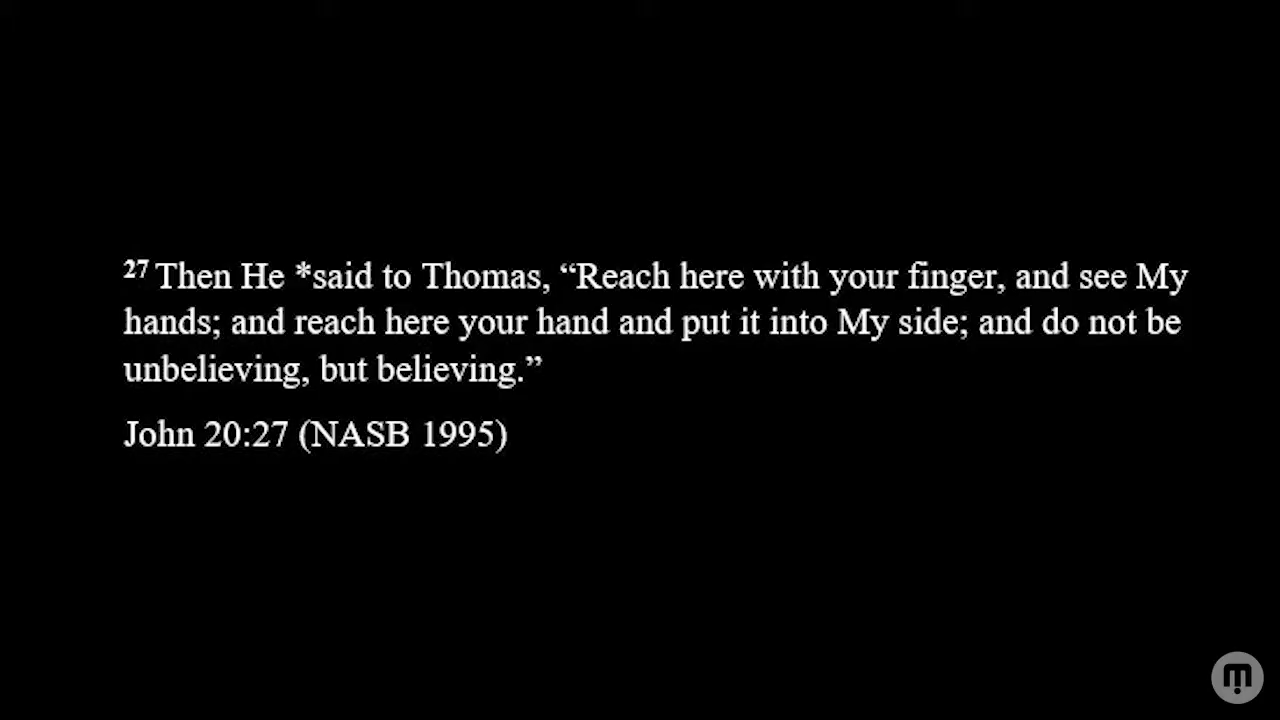 27 Then He *said to Thomas, “Reach here with your finger, and see My
hands; and reach here your hand and put it into My side; and do not be
unbelieving, but believing.”
John 20:27 (NASB 1995)
m